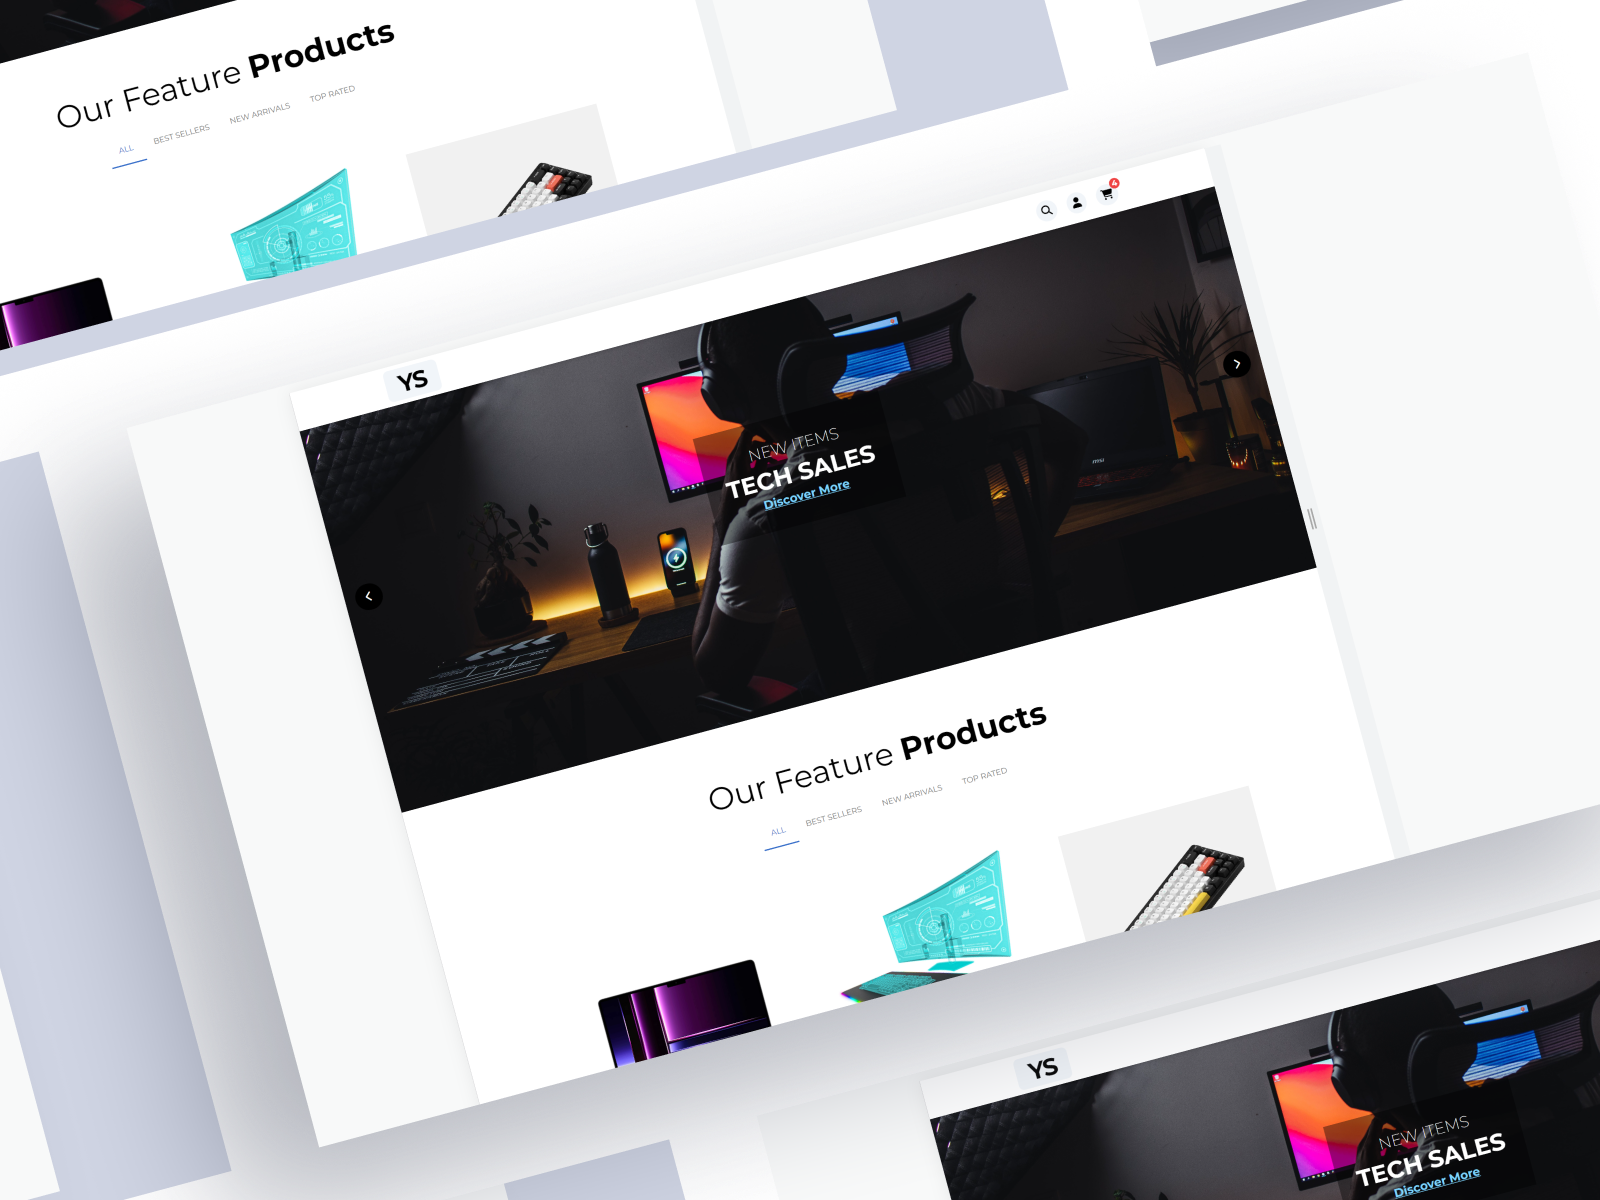 Our Feature Products
ALL BEST SELLERS NEW ARRIVALS TOP RATED
4
YS
NEW ITEMS
TECH SALES
Discover More
msi
Our Feature Products
ALL BEST SELLERS NEW ARRIVALS TOP RATED
YS
NEW ITEMS
TECH SALES
Discover More